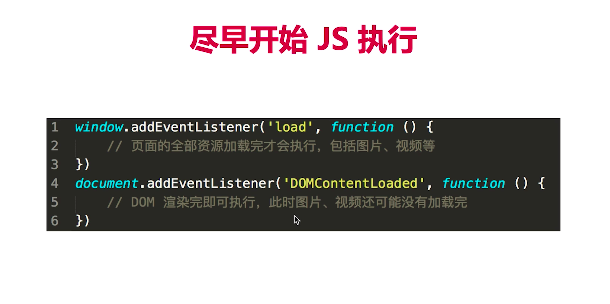 尽早开始 JS 执行
1 window.addEventListener('load', function () {
2 // 页面的全部资源加载完才会执行，包括图片、视频等
3 })
4 document.addEventListener('DOMContentLoaded', function () {
5 // DOM 渲染完即可执行，此时图片、视频还可能没有加载完
6 })